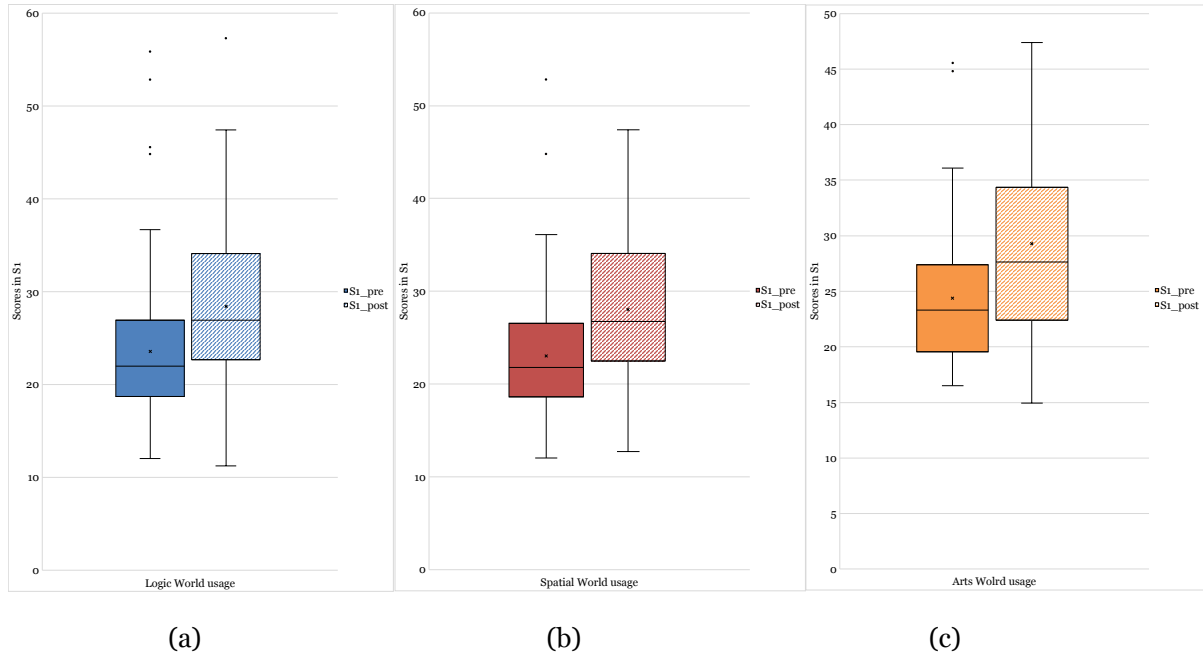 60
50
40
30
20
10
0
Scores in S1
S1_pre
S1_post
Logic World usage
(a)
60
50
40
30
20
10
0
Scores in S1
S1_pre
S1_post
Spatial World usage
(b)
50
45
40
35
30
25
20
15
10
5
0
Scores in S1
S1_pre
S1_post
Arts Wolrd usage
(c)